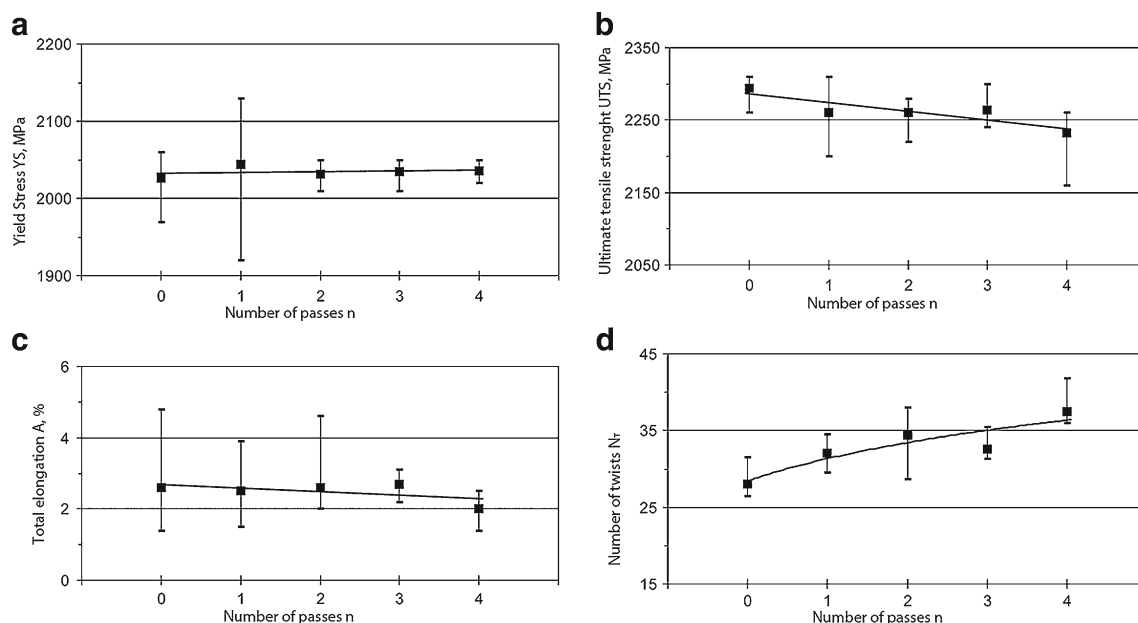 a
2200
2100
2000
1900
Yield Stress YS, MPa
0 1 2 3 4
Number of passes n
b
2350
2250
2150
2050
Ultimate tensile strenght UTS, MPa
0 1 2 3 4
Number of passes n
c
6
4
2
0
Total elongation A, %
0 1 2 3 4
Number of passes n
d
45
35
25
15
Number of twists Nт
0 1 2 3 4
Number of passes n